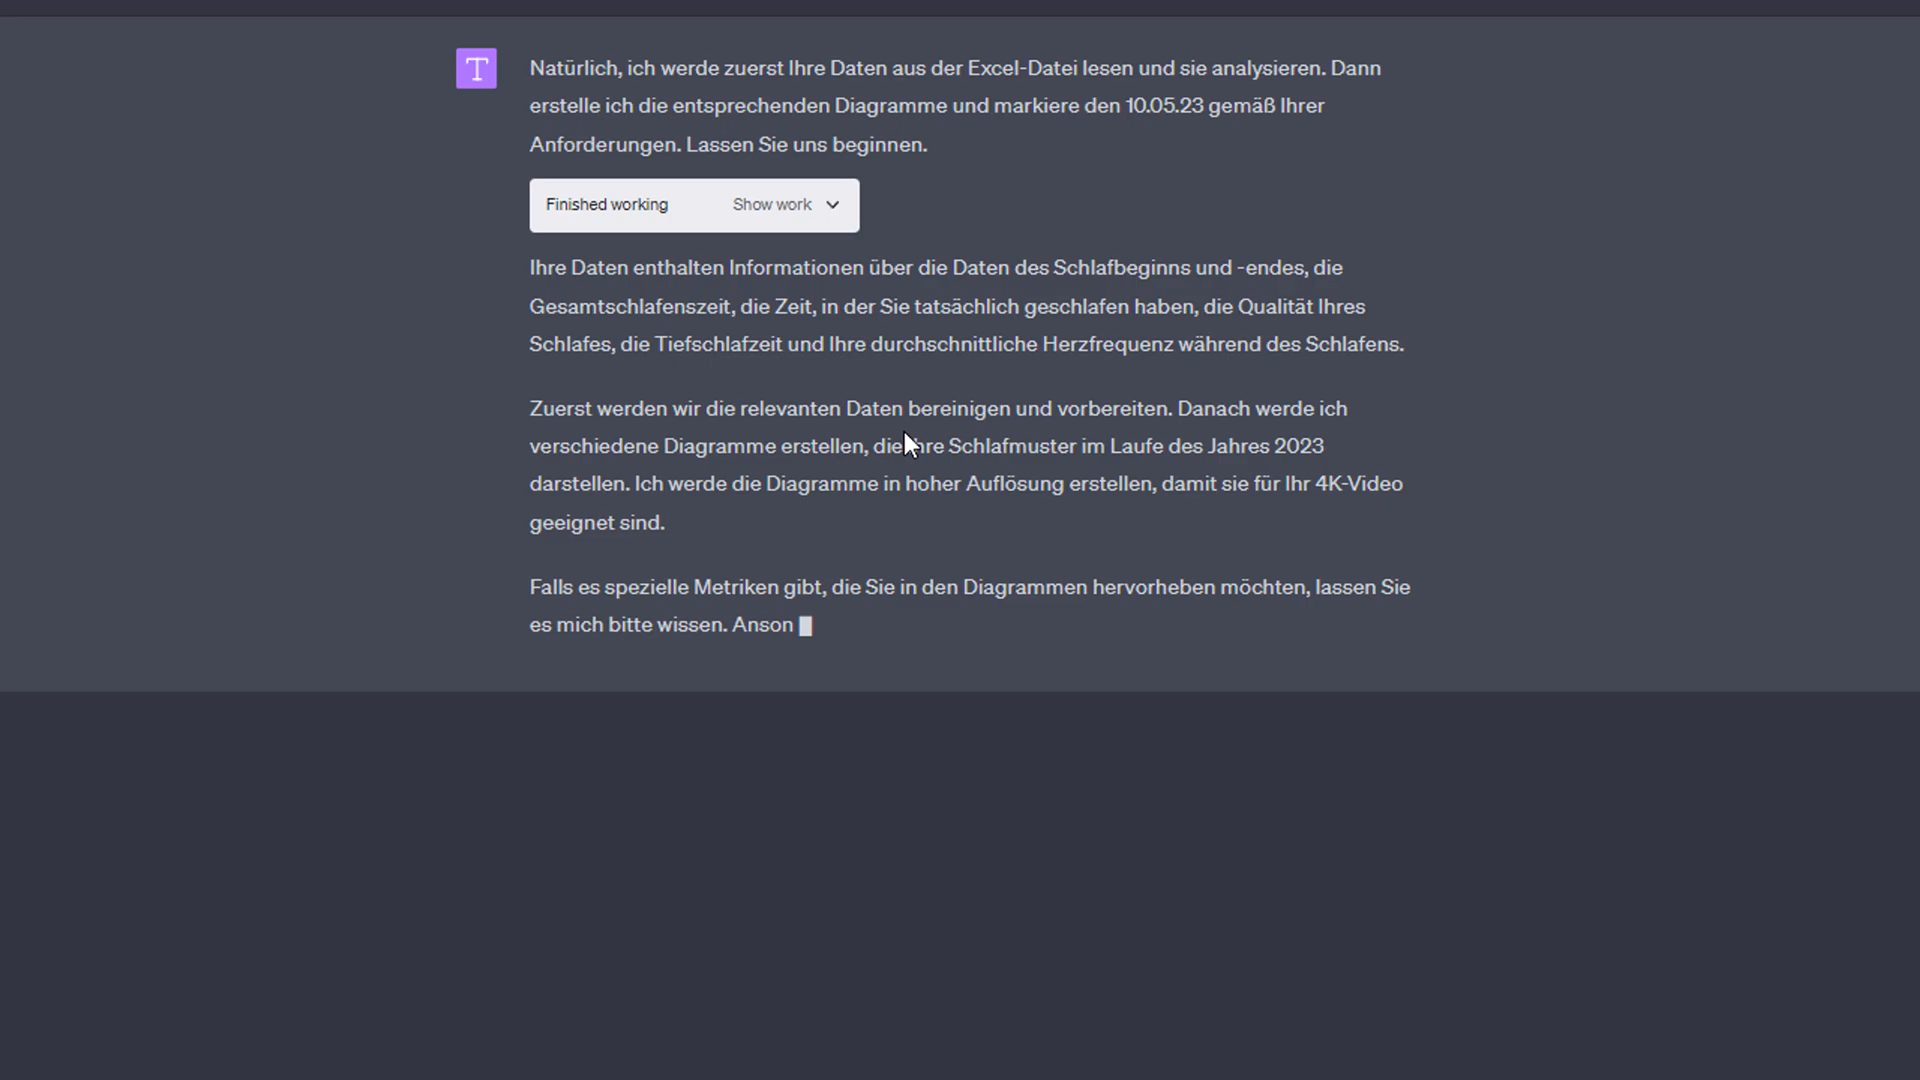 T
Natürlich, ich werde zuerst Ihre Daten aus der Excel-Datei lesen und sie analysieren. Dann
erstelle ich die entsprechenden Diagramme und markiere den 10.05.23 gemäß Ihrer
Anforderungen. Lassen Sie uns beginnen.
Finished working Show work
Ihre Daten enthalten Informationen über die Daten des Schlafbeginns und -endes, die
Gesamtschlafenszeit, die Zeit, in der Sie tatsächlich geschlafen haben, die Qualität Ihres
Schlafes, die Tiefschlafzeit und Ihre durchschnittliche Herzfrequenz während des Schlafens.
Zuerst werden wir die relevanten Daten bereinigen und vorbereiten. Danach werde ich
verschiedene Diagramme erstellen, die Ihre Schlafmuster im Laufe des Jahres 2023
darstellen. Ich werde die Diagramme in hoher Auflösung erstellen, damit sie für Ihr 4K-Video
geeignet sind.
Falls es spezielle Metriken gibt, die Sie in den Diagrammen hervorheben möchten, lassen Sie
es mich bitte wissen. Anson